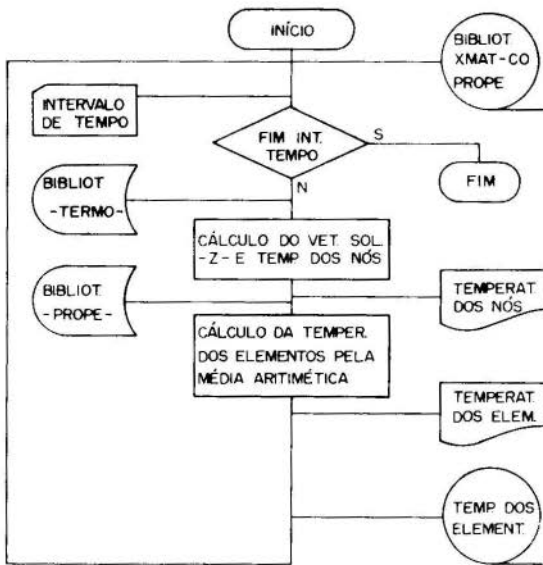 INÍCIO
BIBLIOT
XMAT-CO
PROPE
INTERVALO
DE TEMPO
FIM INT.
TEMPO
S
N
FIM
BIBLIOT
-TERMO-
CÁLCULO DO VET. SOL.
-Z- E TEMP DOS NÓS
BIBLIOT.
-PROPE-
TEMPERAT.
DOS NÓS
CÁLCULO DA TEMPER.
DOS ELEMENTOS PELA
MÉDIA ARITIMÉTICA
TEMPERAT.
DOS ELEM.
TEMP. DOS
ELEMENT.